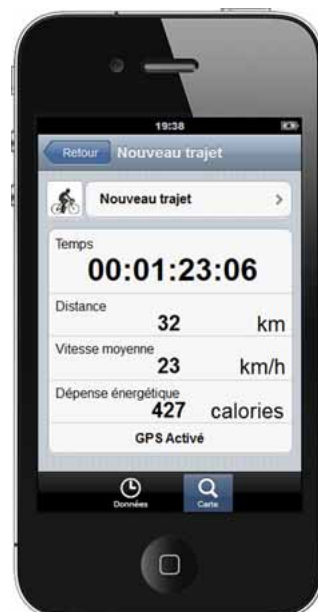 19:38
Retour Nouveau trajet
Nouveau trajet
Temps
00:01:23:06
Distance
32 km
Vitesse moyenne
23 km/h
Dépense énergétique
427 calories
GPS Activé
Données Carte